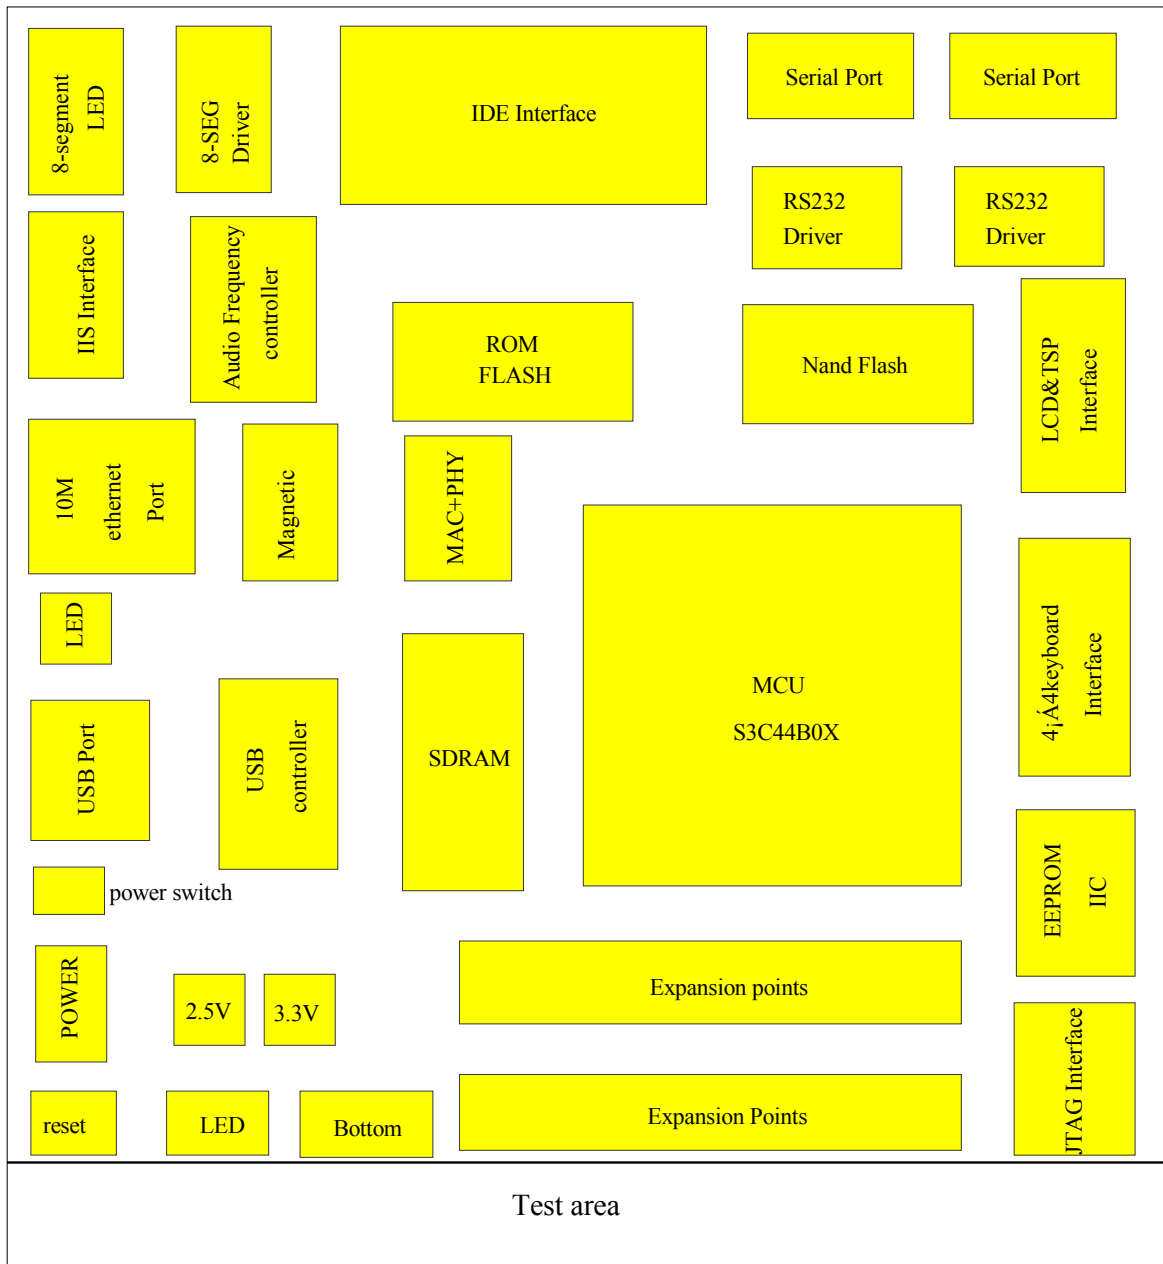 8-segment
LED
8-SEG
Driver
IDE Interface
Serial Port
Serial Port
RS232
Driver
RS232
Driver
IIS Interface
Audio Frequency
controller
ROM
FLASH
Nand Flash
LCD&TSP
Interface
10M
ethernet
Port
Magnetic
MAC+PHY
LED
MCU
S3C44B0X
4¡Á4keyboard
Interface
USB Port
USB
controller
SDRAM
power switch
EEPROM
IIC
POWER
2.5V
3.3V
Expansion points
JTAG Interface
reset
LED
Bottom
Expansion Points
Test area